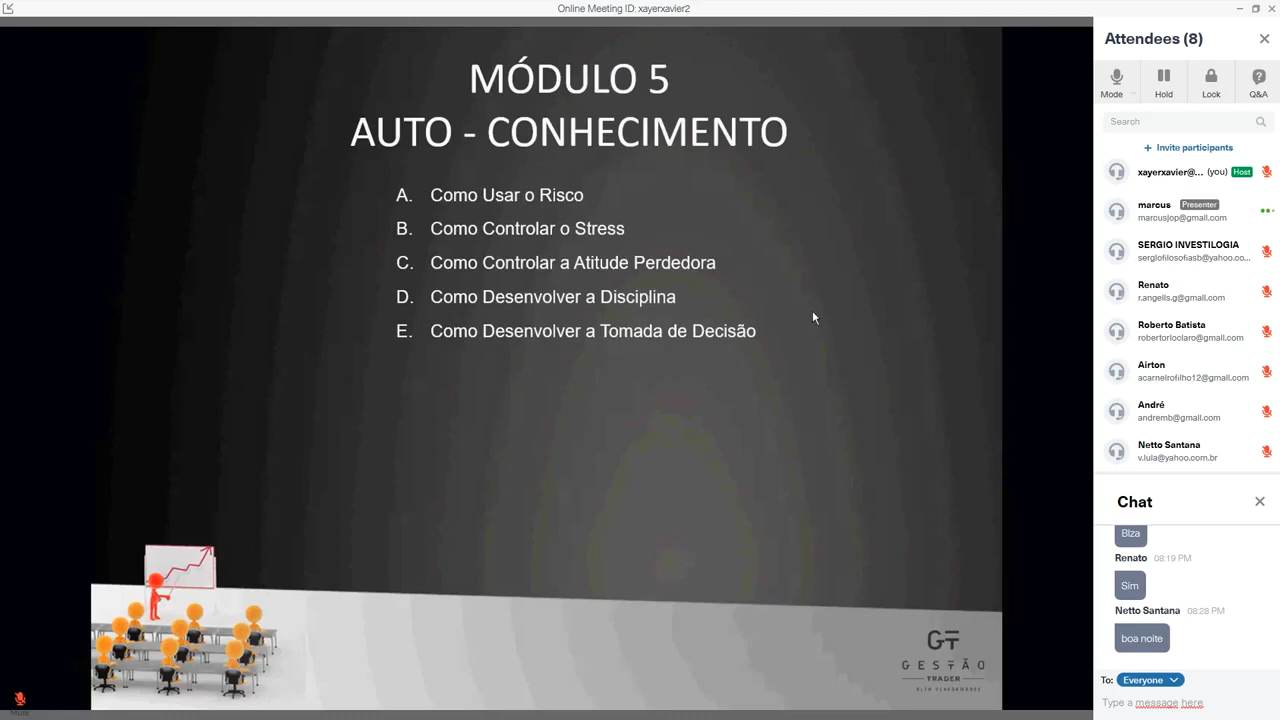 Online Meeting ID: xayerxavier2
MÓDULO 5
AUTO - CONHECIMENTO
A. Como Usar o Risco
B. Como Controlar o Stress
C. Como Controlar a Atitude Perdedora
D. Como Desenvolver a Disciplina
E. Como Desenvolver a Tomada de Decisão
GT
GESTÃO
TRADER
Attendees (8)
Mode
Hold
Lock
Q&A
Search
+ Invite participants
xayerxavier@... (you) Host
marcus Presenter
marcusjop@gmail.com
SERGIO INVESTILOGIA
sergiofilosofiasb@yahoo.co...
Renato
r.angells.g@gmail.com
Roberto Batista
robertorioclaro@gmail.com
Airton
acarneirofilho12@gmail.com
André
andremb@gmail.com
Netto Santana
v.lula@yahoo.com.br
Chat
Blza
Renato 08:19 PM
Sim
Netto Santana 08:28 PM
boa noite
To: Everyone
Type a message here